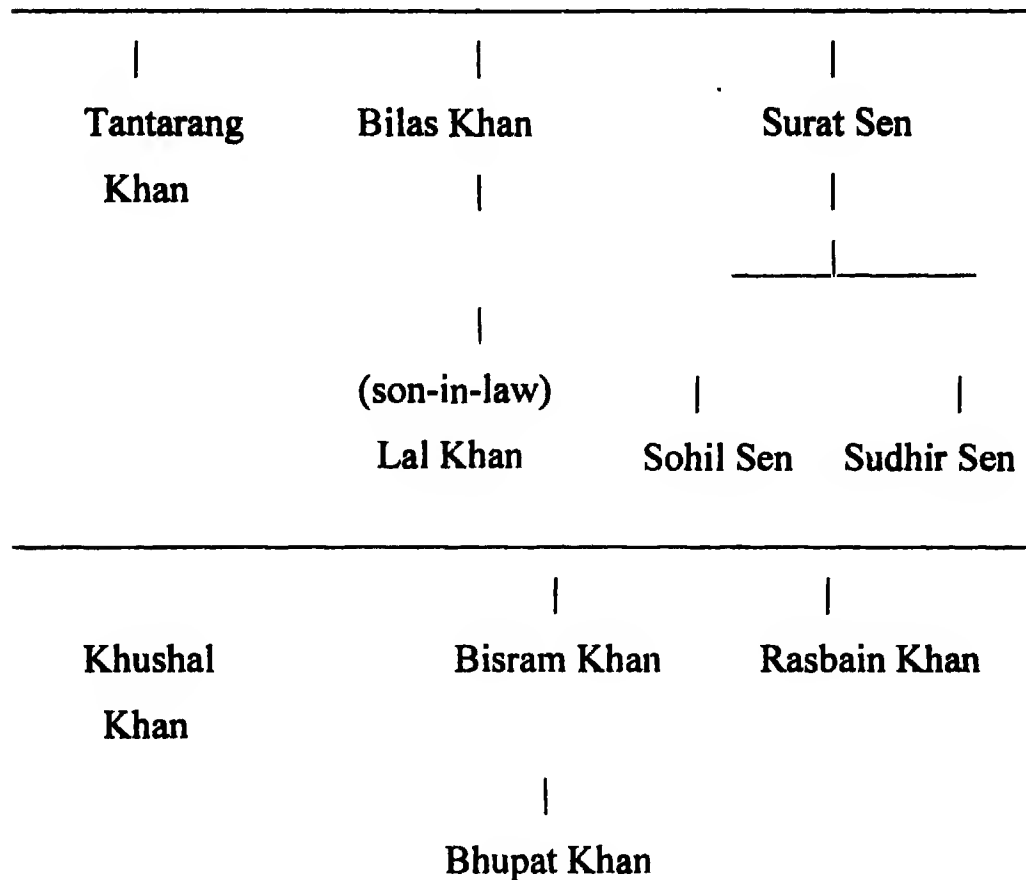 Tantarang Bilas Khan Surat Sen
Khan
(son-in-law)
Lal Khan Sohil Sen Sudhir Sen
Khushal Bisram Khan Rasbain Khan
Khan
Bhupat Khan